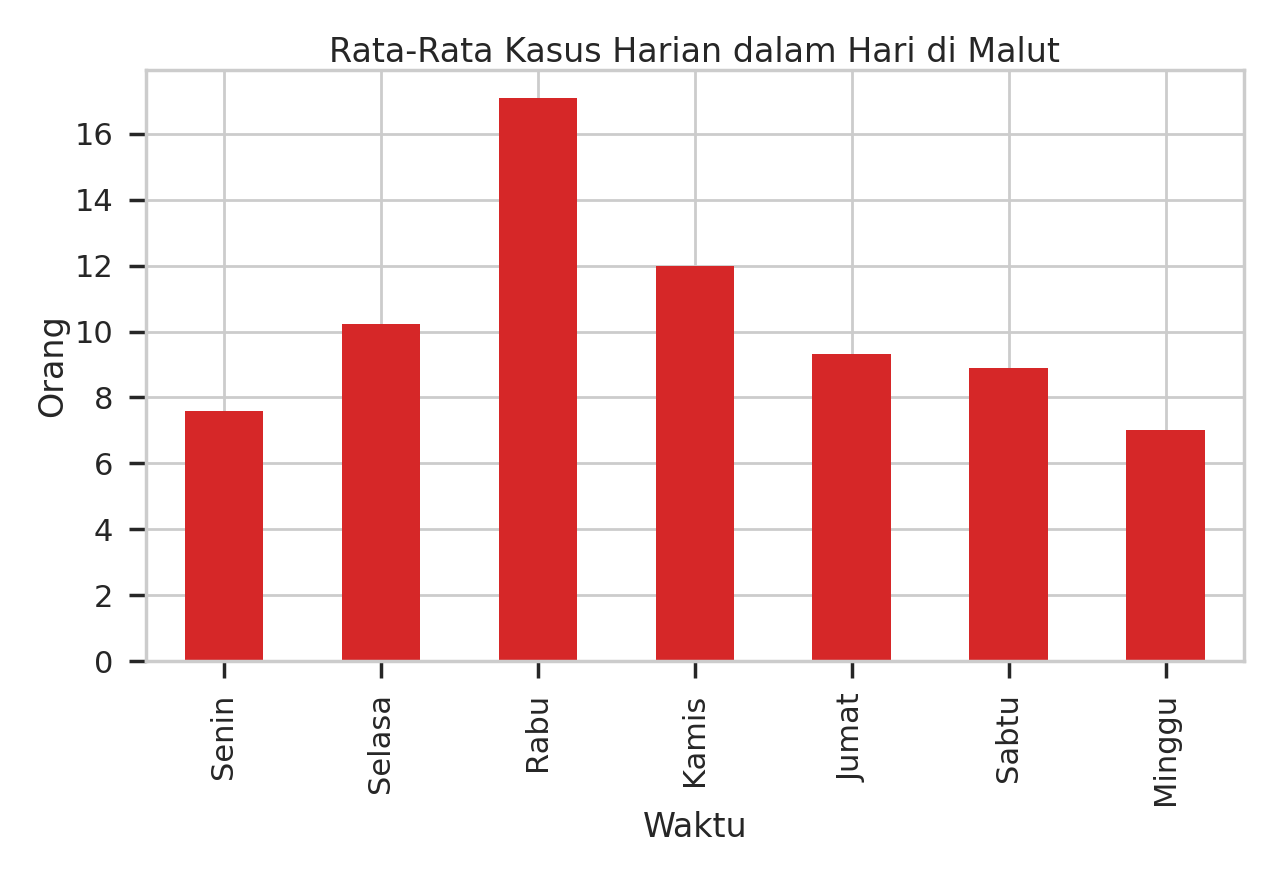 Rata-Rata Kasus Harian dalam Hari di Malut
Orang
16
14
12
10
8
6
4
2
0
Senin
Selasa
Rabu
Kamis
Jumat
Sabtu
Minggu
Waktu